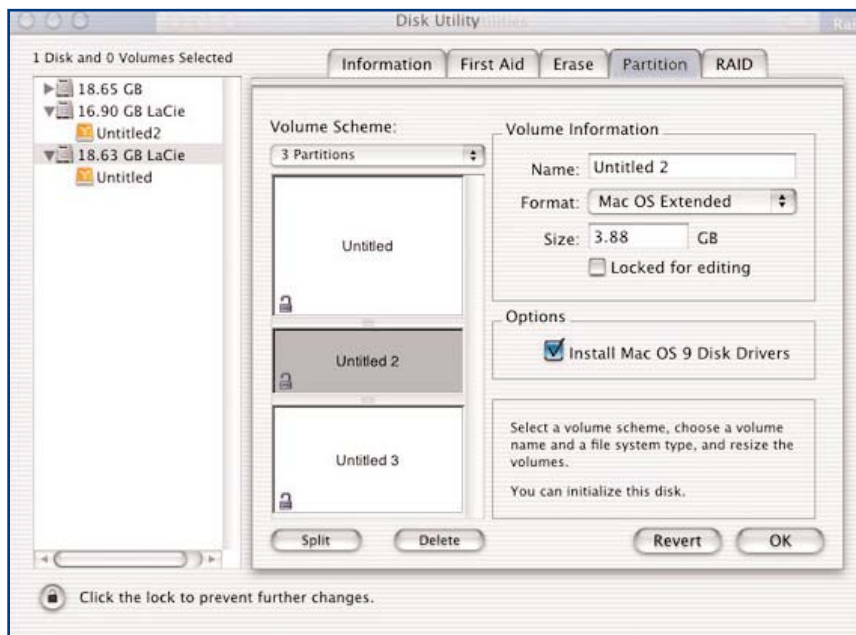 Disk Utility
1 Disk and 0 Volumes Selected
18.65 GB
16.90 GB LaCie
Untitled2
18.63 GB LaCie
Untitled
Information
First Aid
Erase
Partition
RAID
Volume Scheme:
3 Partitions
Untitled
Untitled 2
Untitled 3
Split
Delete
Volume Information
Name: Untitled 2
Format: Mac OS Extended
Size: 3.88 GB
Locked for editing
Options
Install Mac OS 9 Disk Drivers
Select a volume scheme, choose a volume
name and a file system type, and resize the
volumes.
You can initialize this disk.
Revert
OK
Click the lock to prevent further changes.